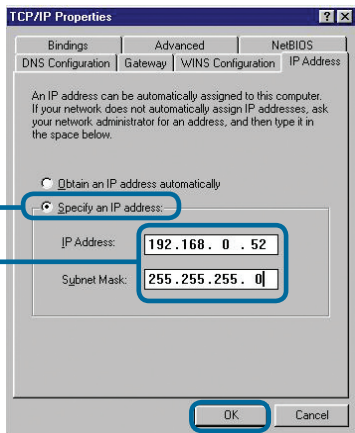 TCP/IP Properties
Bindings Advanced NetBIOS
DNS Configuration Gateway WINS Configuration IP Address
An IP address can be automatically assigned to this computer.
If your network does not automatically assign IP addresses, ask
your network administrator for an address, and then type it in
the space below.
Obtain an IP address automatically
Specify an IP address:
IP Address: 192.168. 0 .52
Subnet Mask: 255.255.255. 0
OK Cancel